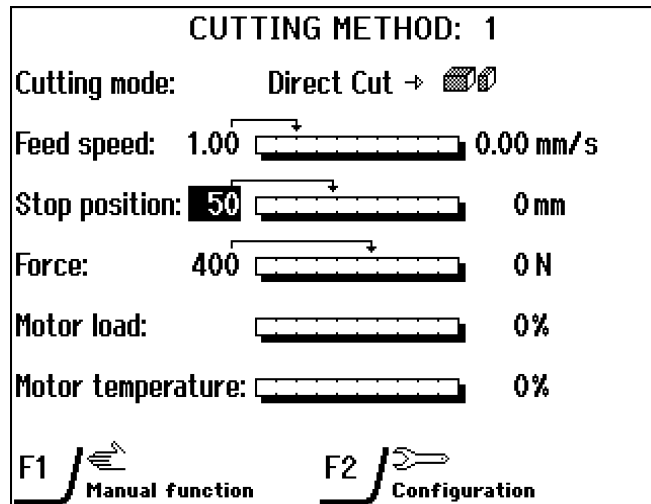 CUTTING METHOD: 1
Cutting mode: Direct Cut
Feed speed: 1.00 0.00 mm/s
Stop position: 50 0 mm
Force: 400 0 N
Motor load: 0%
Motor temperature: 0%
F1 Manual function F2 Configuration